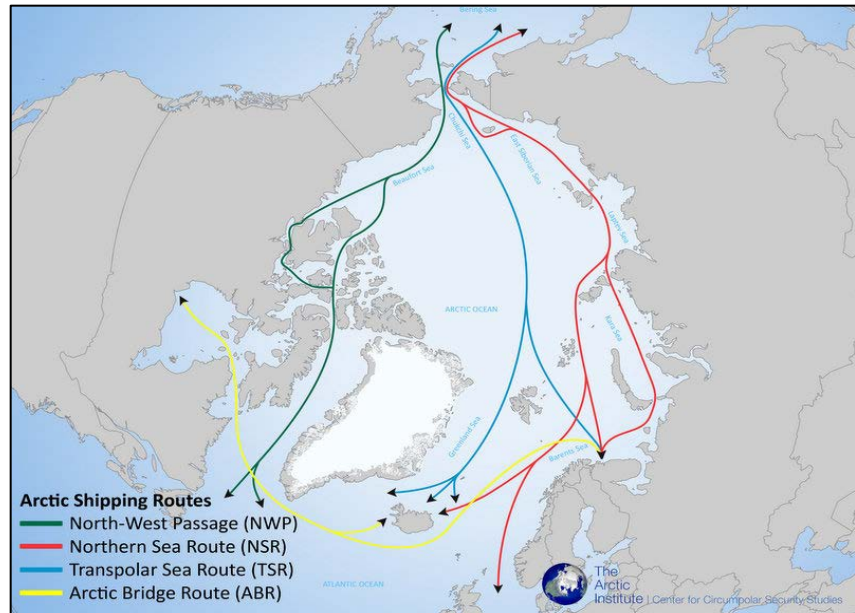 Bering Sea
Chukchi Sea
East Siberian Sea
Beaufort Sea
Laptev Sea
ARCTIC OCEAN
Kara Sea
Greenland Sea
Barents Sea
Arctic Shipping Routes
North-West Passage (NWP)
Northern Sea Route (NSR)
Transpolar Sea Route (TSR)
Arctic Bridge Route (ABR)
ATLANTIC OCEAN
The
Arctic
Institute | Center for Circumpolar Security Studies